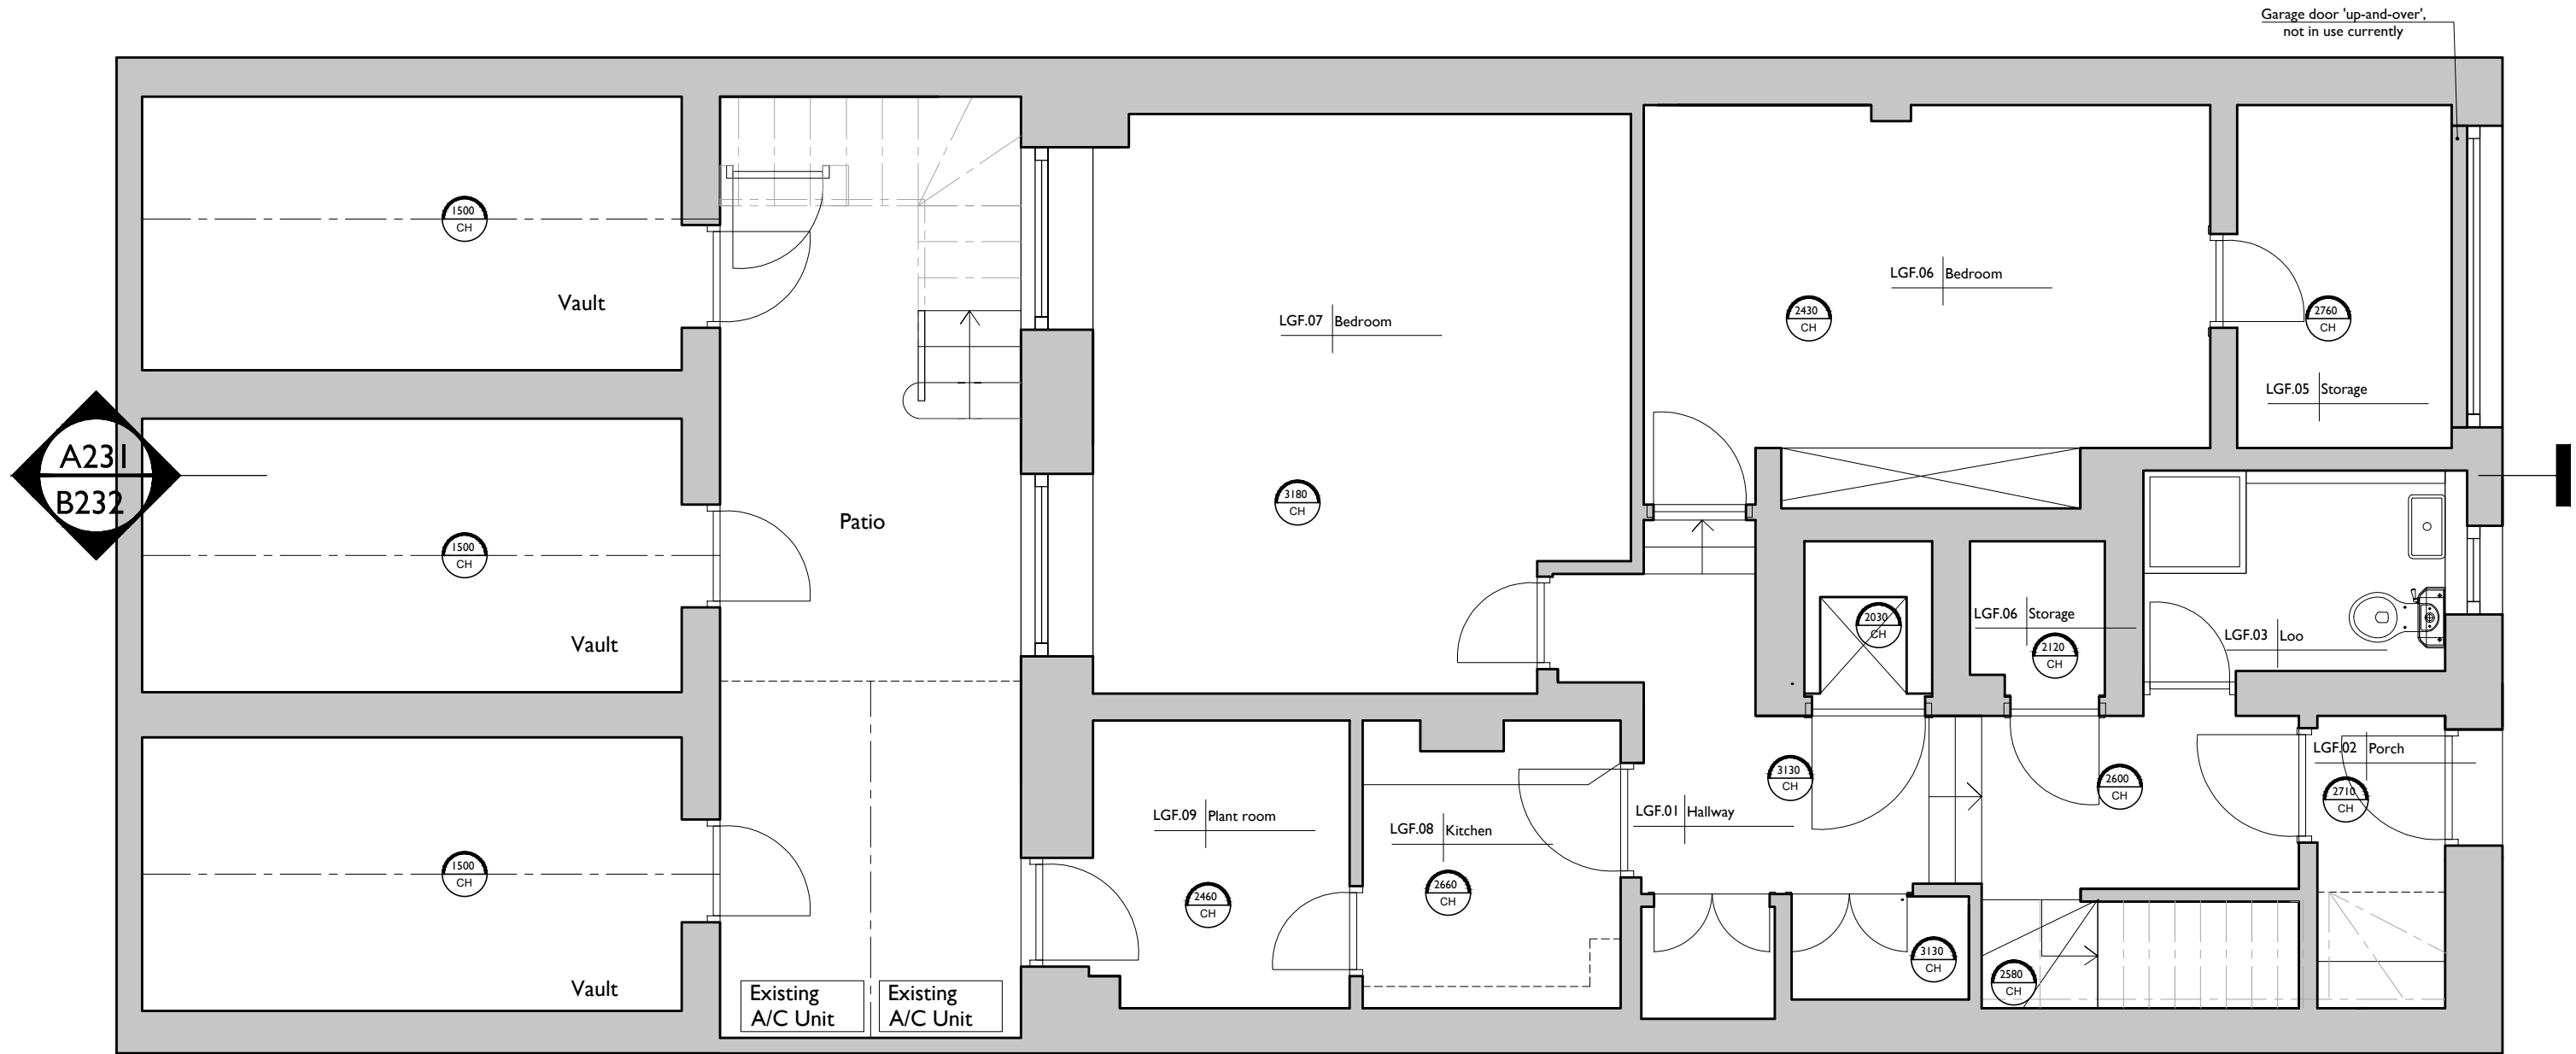 Garage door 'up-and-over',
not in use currently
1500
CH
Vault
LGF.07 Bedroom
LGF.06 Bedroom
2430
CH
2760
CH
LGF.05 Storage
A231
B232
1500
CH
Vault
Patio
3180
CH
2030
CH
LGF.06 Storage
2120
CH
LGF.03 Loo
1500
CH
Vault
Existing
A/C Unit
Existing
A/C Unit
LGF.09 Plant room
2460
CH
LGF.08 Kitchen
2660
CH
LGF.01 Hallway
3130
CH
2600
CH
LGF.02 Porch
2710
CH
3130
CH
2580
CH